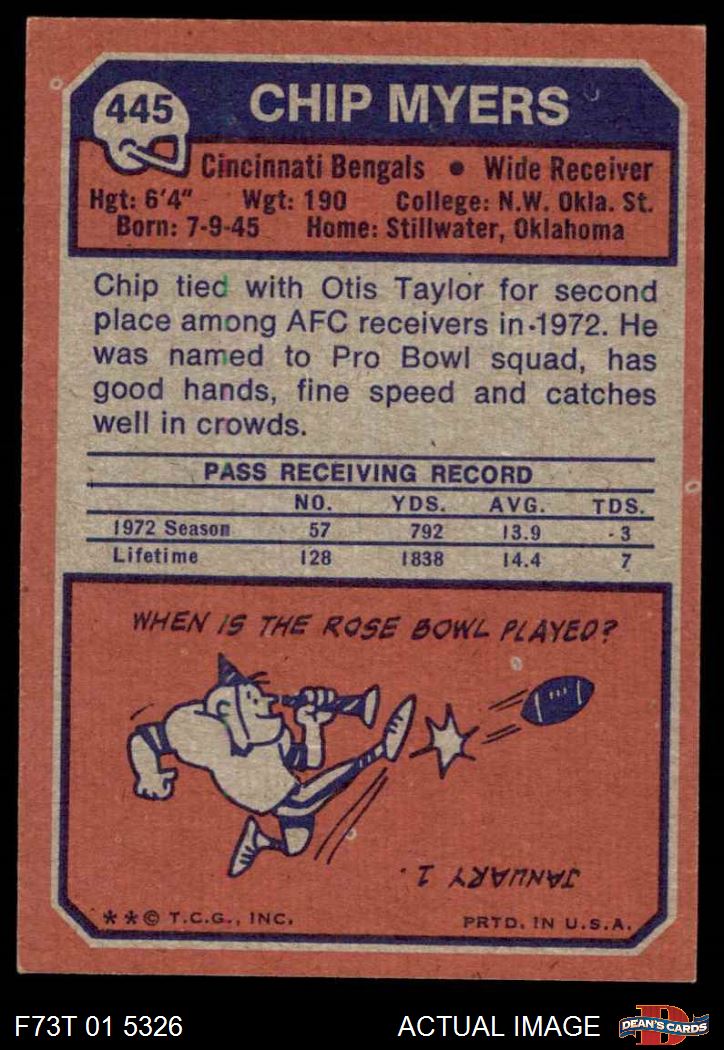 445
CHIP MYERS
Cincinnati Bengals • Wide Receiver
Hgt: 6'4" Wgt: 190 College: N.W. Okla. St.
Born: 7-9-45 Home: Stillwater, Oklahoma
Chip tied with Otis Taylor for second
place among AFC receivers in 1972. He
was named to Pro Bowl squad, has
good hands, fine speed and catches
well in crowds.
PASS RECEIVING RECORD
NO. YDS. AVG. TDS.
1972 Season 57 792 13.9 3
Lifetime 128 1838 14.4 7
WHEN IS THE ROSE BOWL PLAYED?
JANUARY 1.
**© T.C.G., INC. PRTD. IN U.S.A.
F73T 01 5326 ACTUAL IMAGE D DEAN'S CARDS